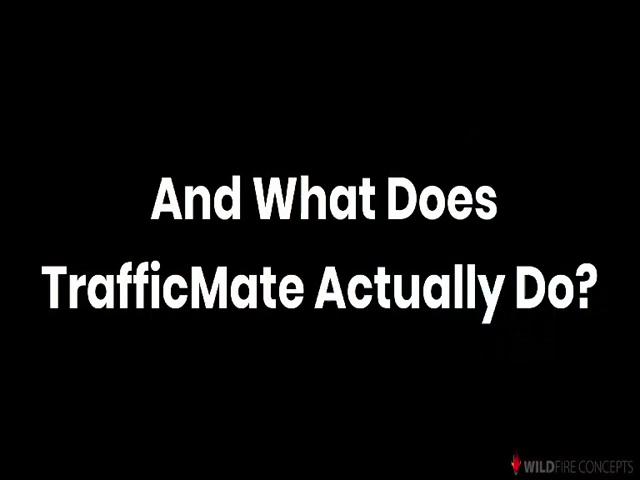 And What Does
TrafficMate Actually Do?
WILDFIRE CONCEPTS